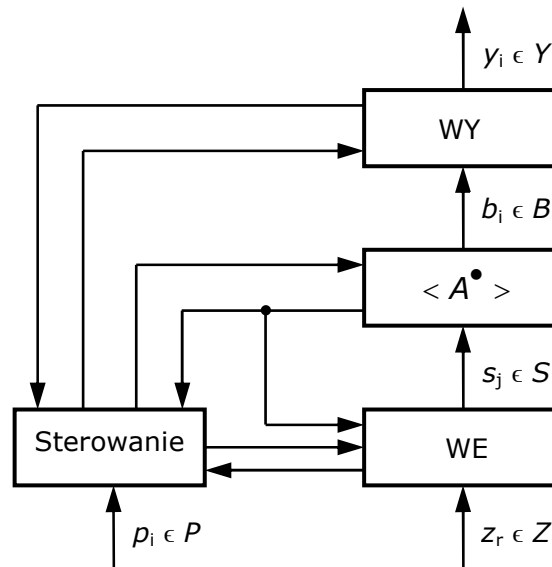 yᵢ ϵ Y
WY
bᵢ ϵ B
< A● >
sⱼ ϵ S
Sterowanie
WE
pᵢ ϵ P
zᵣ ϵ Z